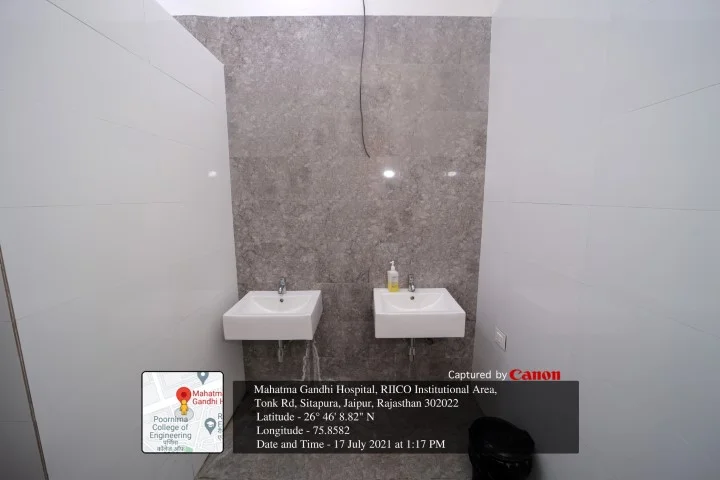 Captured by Canon
Mahatma Gandhi Hospital, RIICO Institutional Area,
Tonk Rd, Sitapura, Jaipur, Rajasthan 302022
Latitude - 26° 46' 8.82" N
Longitude - 75.8582
Date and Time - 17 July 2021 at 1:17 PM
Mahatma
Gandhi H
Poornima
College of
Engineering